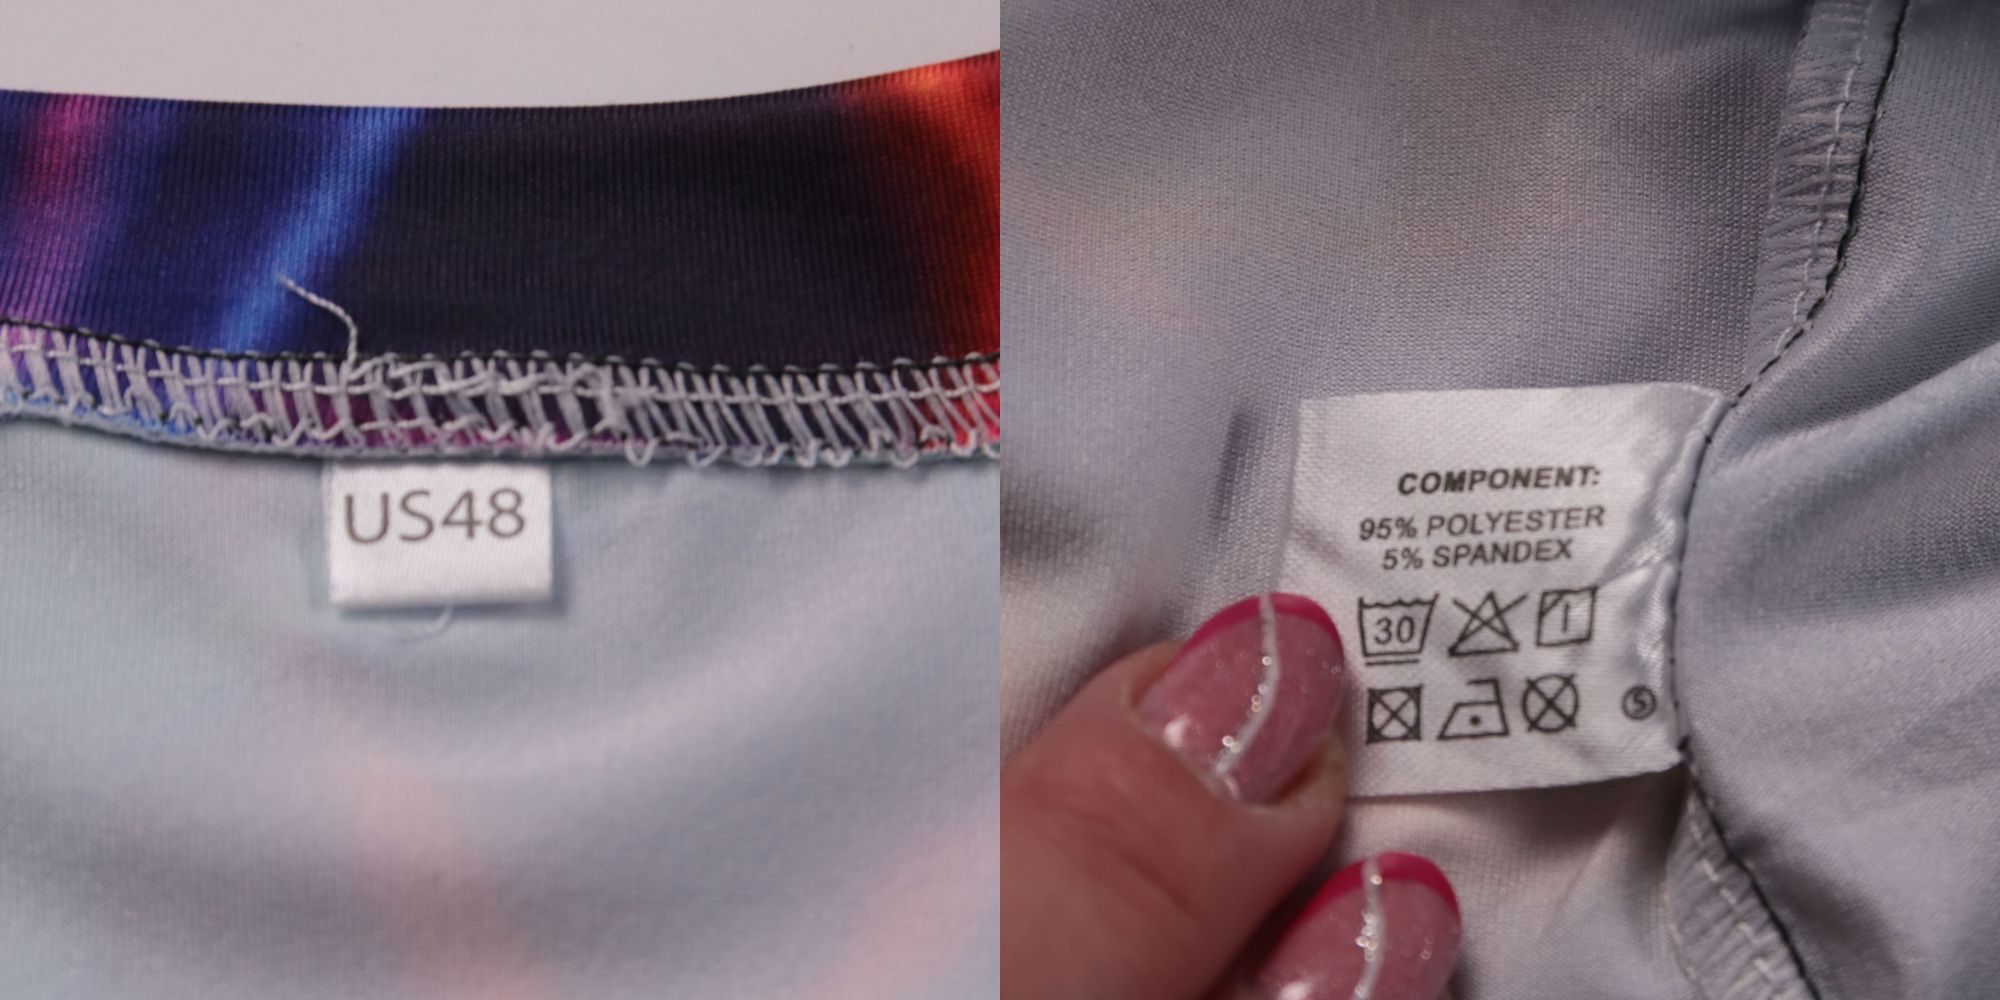 US48
COMPONENT:
95% POLYESTER
5% SPANDEX
30
S